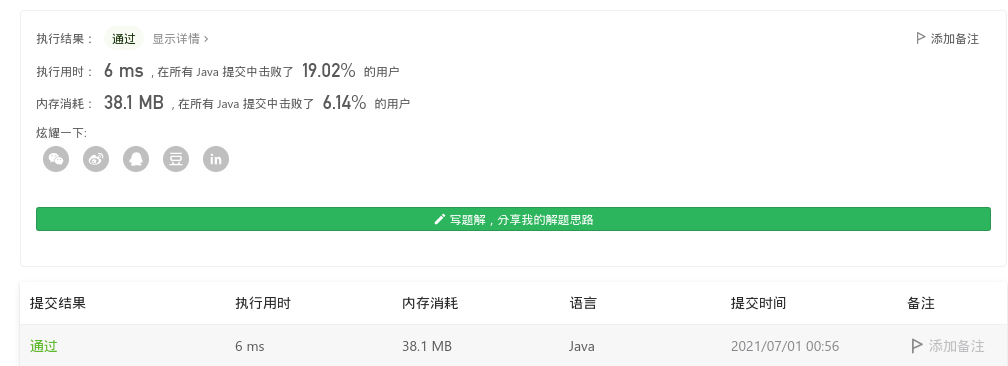 执行结果： 通过 显示详情 › 添加备注
执行用时： 6 ms , 在所有 Java 提交中击败了 19.02% 的用户
内存消耗： 38.1 MB , 在所有 Java 提交中击败了 6.14% 的用户
炫耀一下:
豆 in
写题解，分享我的解题思路
提交结果 执行用时 内存消耗 语言 提交时间 备注
通过 6 ms 38.1 MB Java 2021/07/01 00:56 添加备注